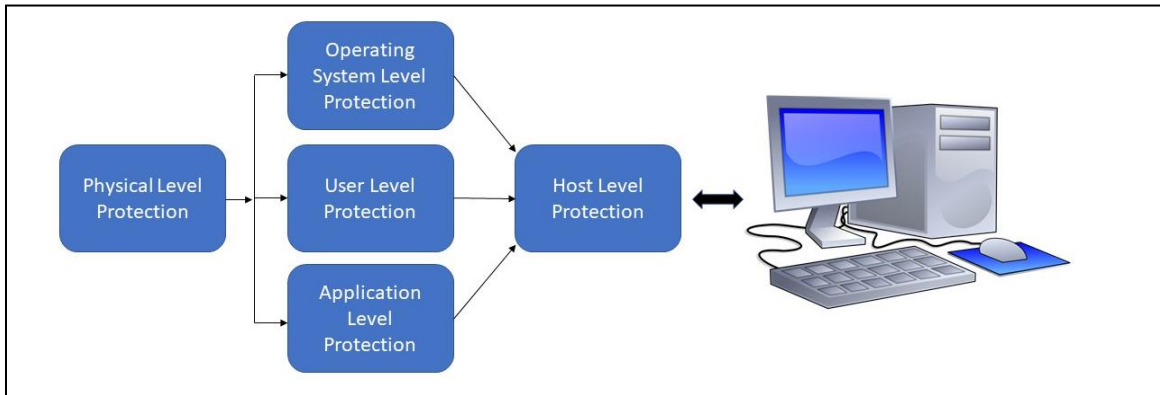 Operating
System Level
Protection
Physical Level
Protection
User Level
Protection
Host Level
Protection
Application
Level
Protection